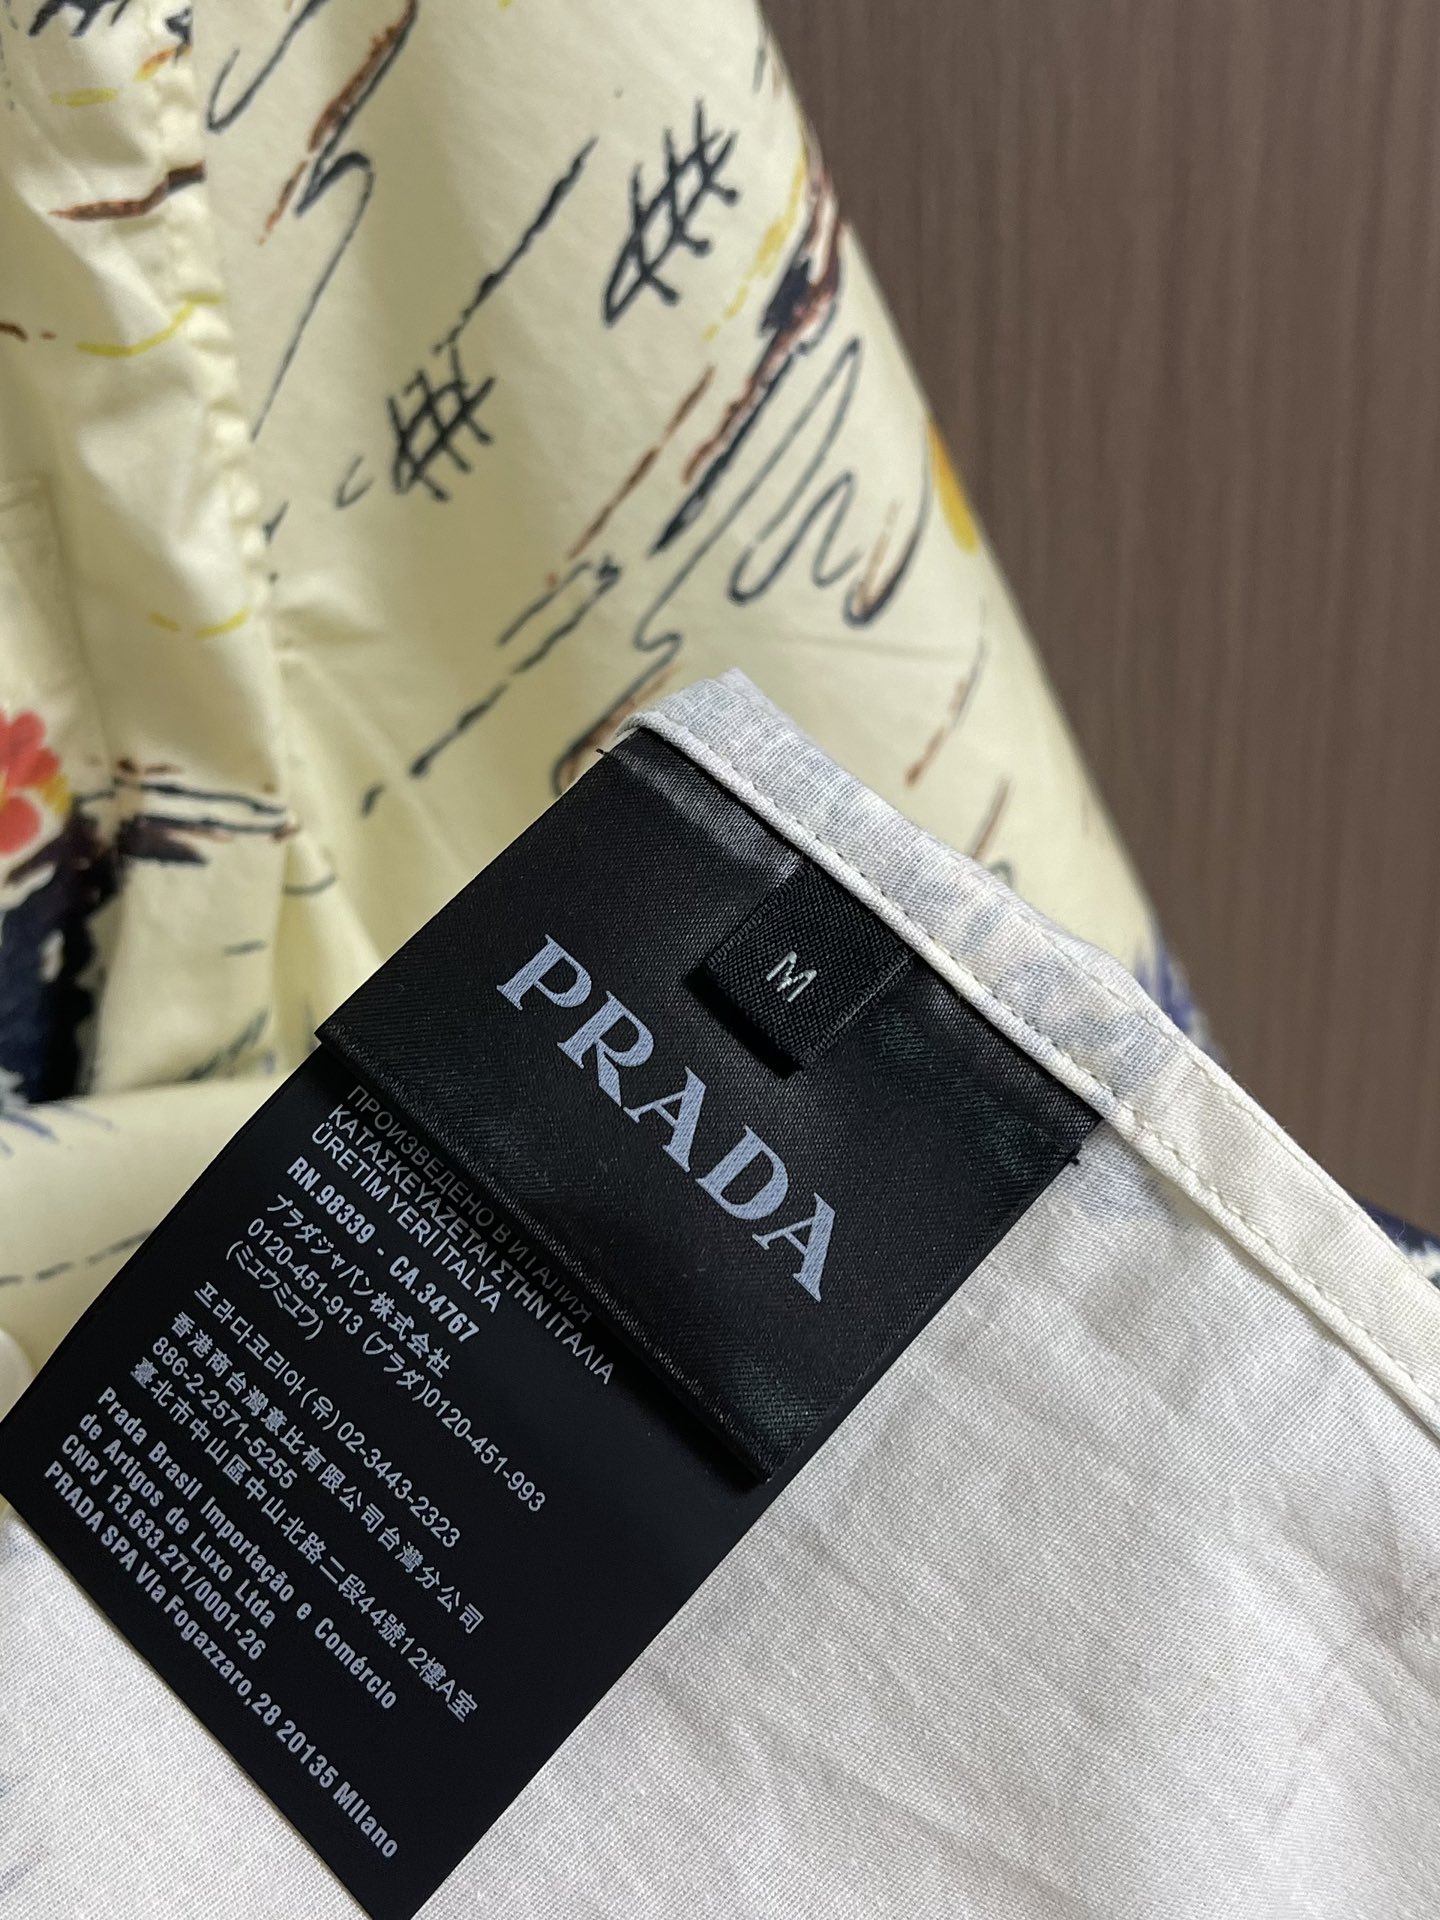 M
PRADA
ПРОИЗВЕДЕНО В ИТАЛИЯ
ΚΑΤΑΣΚΕΥΑΖΕΤΑΙ ΣΤΗΝ ΙΤΑΛΙΑ
ÜRETIM YERI ITALYA
RN.98339 - CA.34767
プラダジャパン株式会社
0120-451-913 (プラダ)0120-451-993
(ミュウミュウ)
프라다코리아(유)02-3443-2323
香港商台灣意比有限公司台灣分公司
886-2-2571-5255
臺北市中山區中山北路二段44號12樓A室
Prada Brasil Importação e Comércio
de Artigos de Luxo Ltda
CNPJ 13.633.271/0001-26
PRADA SPA Via Fogazzaro,28 20135 Milano